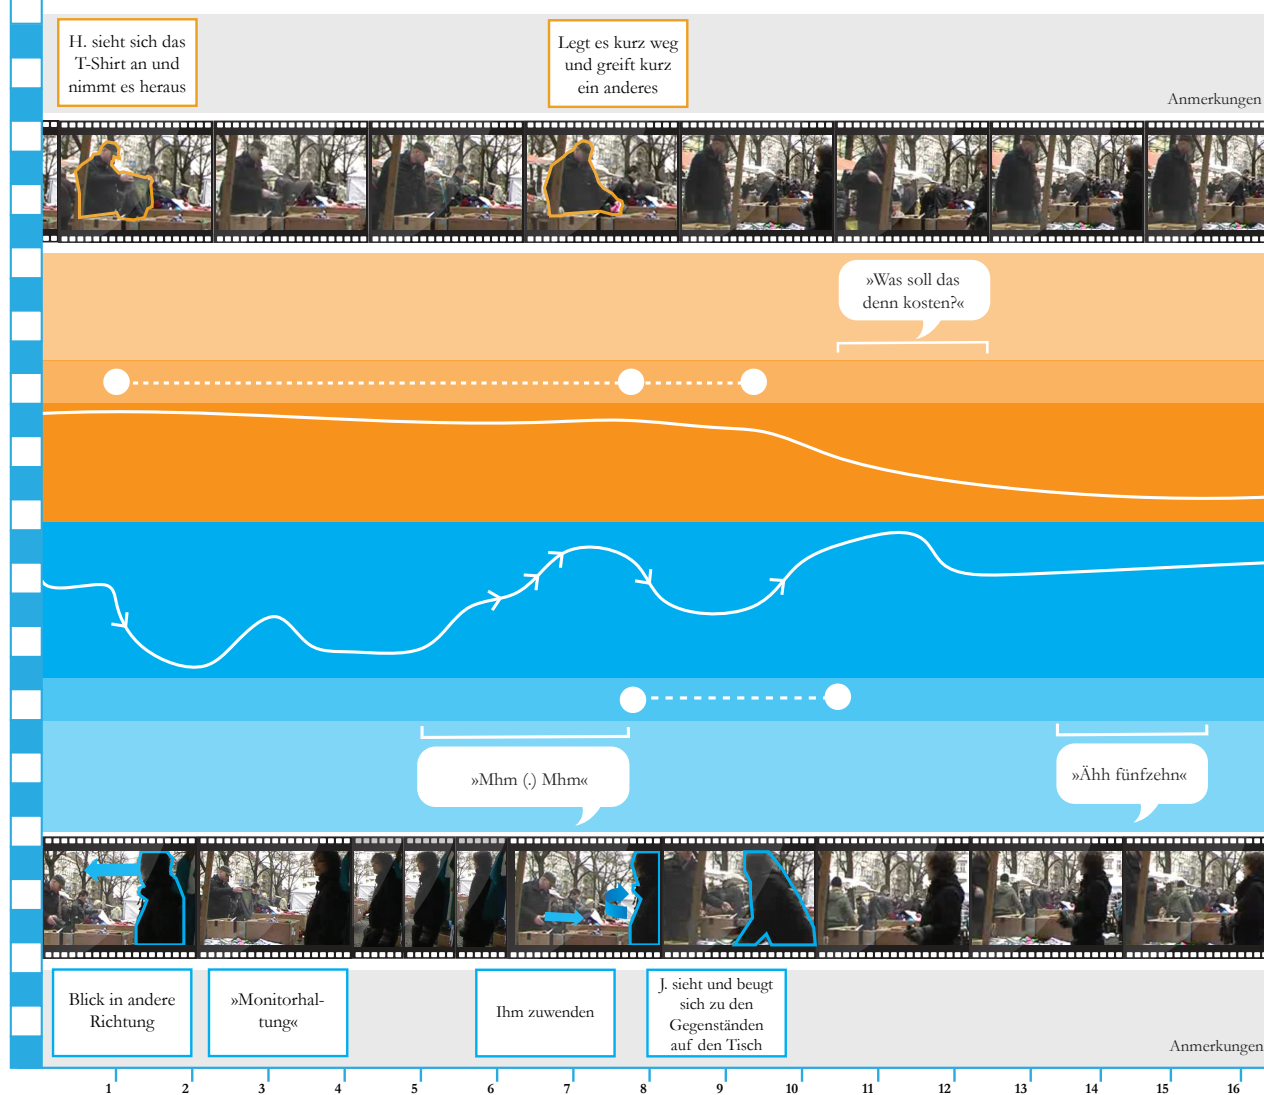 H. sieht sich das
T-Shirt an und
nimmt es heraus
Legt es kurz weg
und greift kurz
ein anderes
Anmerkungen
»Was soll das
denn kosten?«
»Mhm (.) Mhm«
»Ähh fünfzehn«
Blick in andere
Richtung
»Monitorhal-
tung«
Ihm zuwenden
J. sieht und beugt
sich zu den
Gegenständen
auf den Tisch
Anmerkungen
1 2 3 4 5 6 7 8 9 10 11 12 13 14 15 16